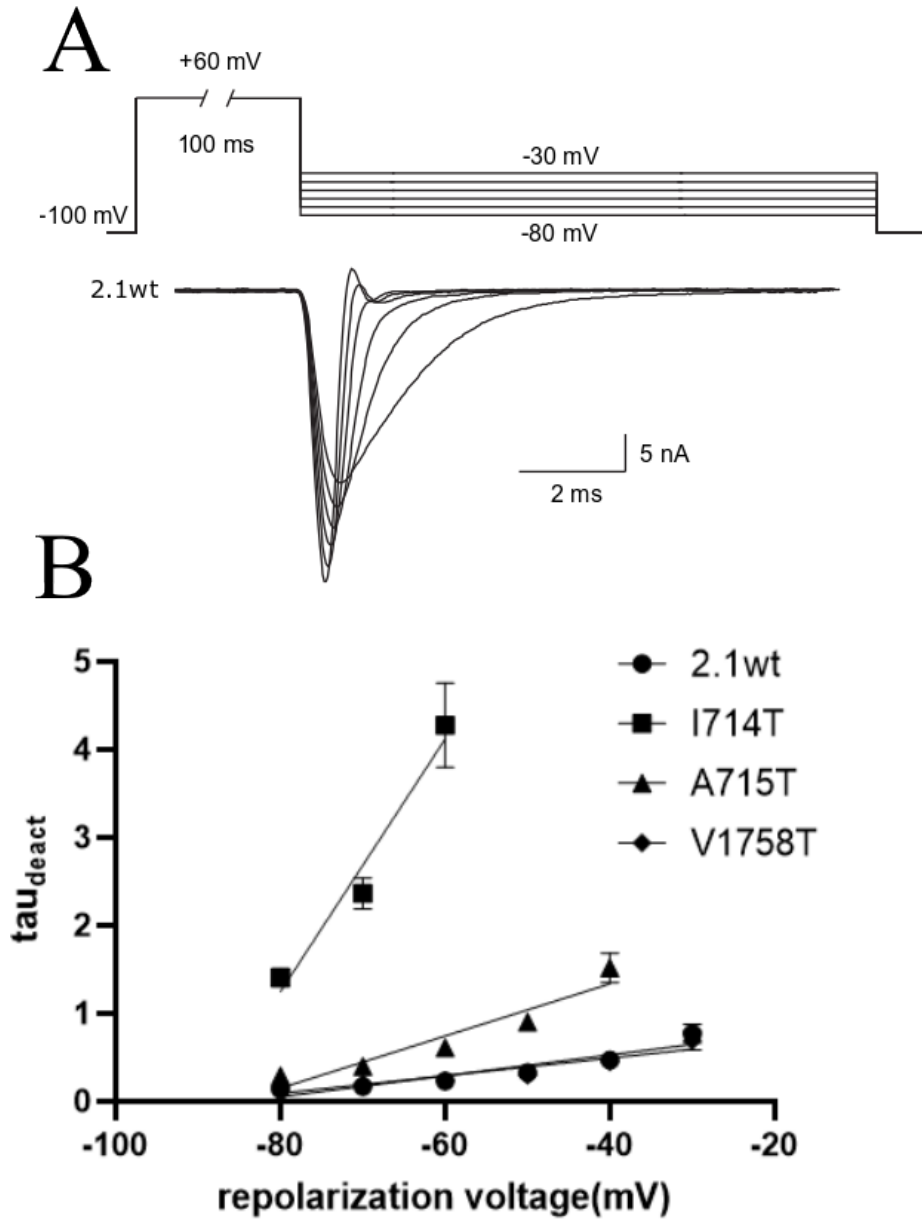 A
+60 mV
100 ms
-30 mV
-100 mV
-80 mV
2.1wt
5 nA
2 ms
B
5
4
3
2
1
0
tau_deact
2.1wt
I714T
A715T
V1758T
-100
-80
-60
-40
-20
repolarization voltage(mV)